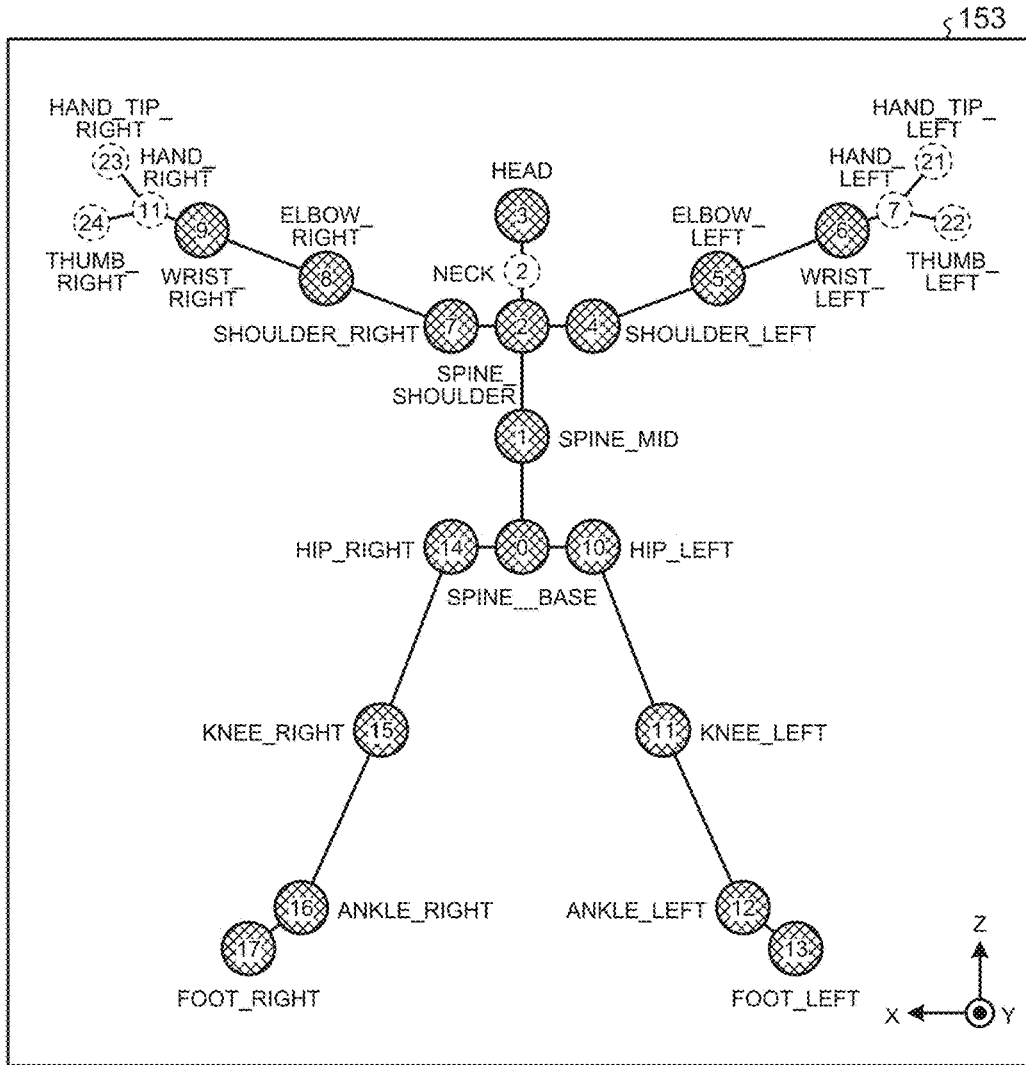 153
HAND_TIP_
RIGHT
HAND_TIP_
LEFT
23
HAND_
RIGHT
HAND_
LEFT
21
HEAD
24
11
9
3
6
7
22
ELBOW_
RIGHT
ELBOW_
LEFT
THUMB_
RIGHT
WRIST_
RIGHT
8
NECK
2
5
WRIST_
LEFT
THUMB_
LEFT
SHOULDER_RIGHT
7
2
4
SHOULDER_LEFT
SPINE_
SHOULDER
1
SPINE_MID
HIP_RIGHT
14
0
10
HIP_LEFT
SPINE__BASE
KNEE_RIGHT
15
11
KNEE_LEFT
16
ANKLE_RIGHT
ANKLE_LEFT
12
17
13
FOOT_RIGHT
FOOT_LEFT
Z
X
Y